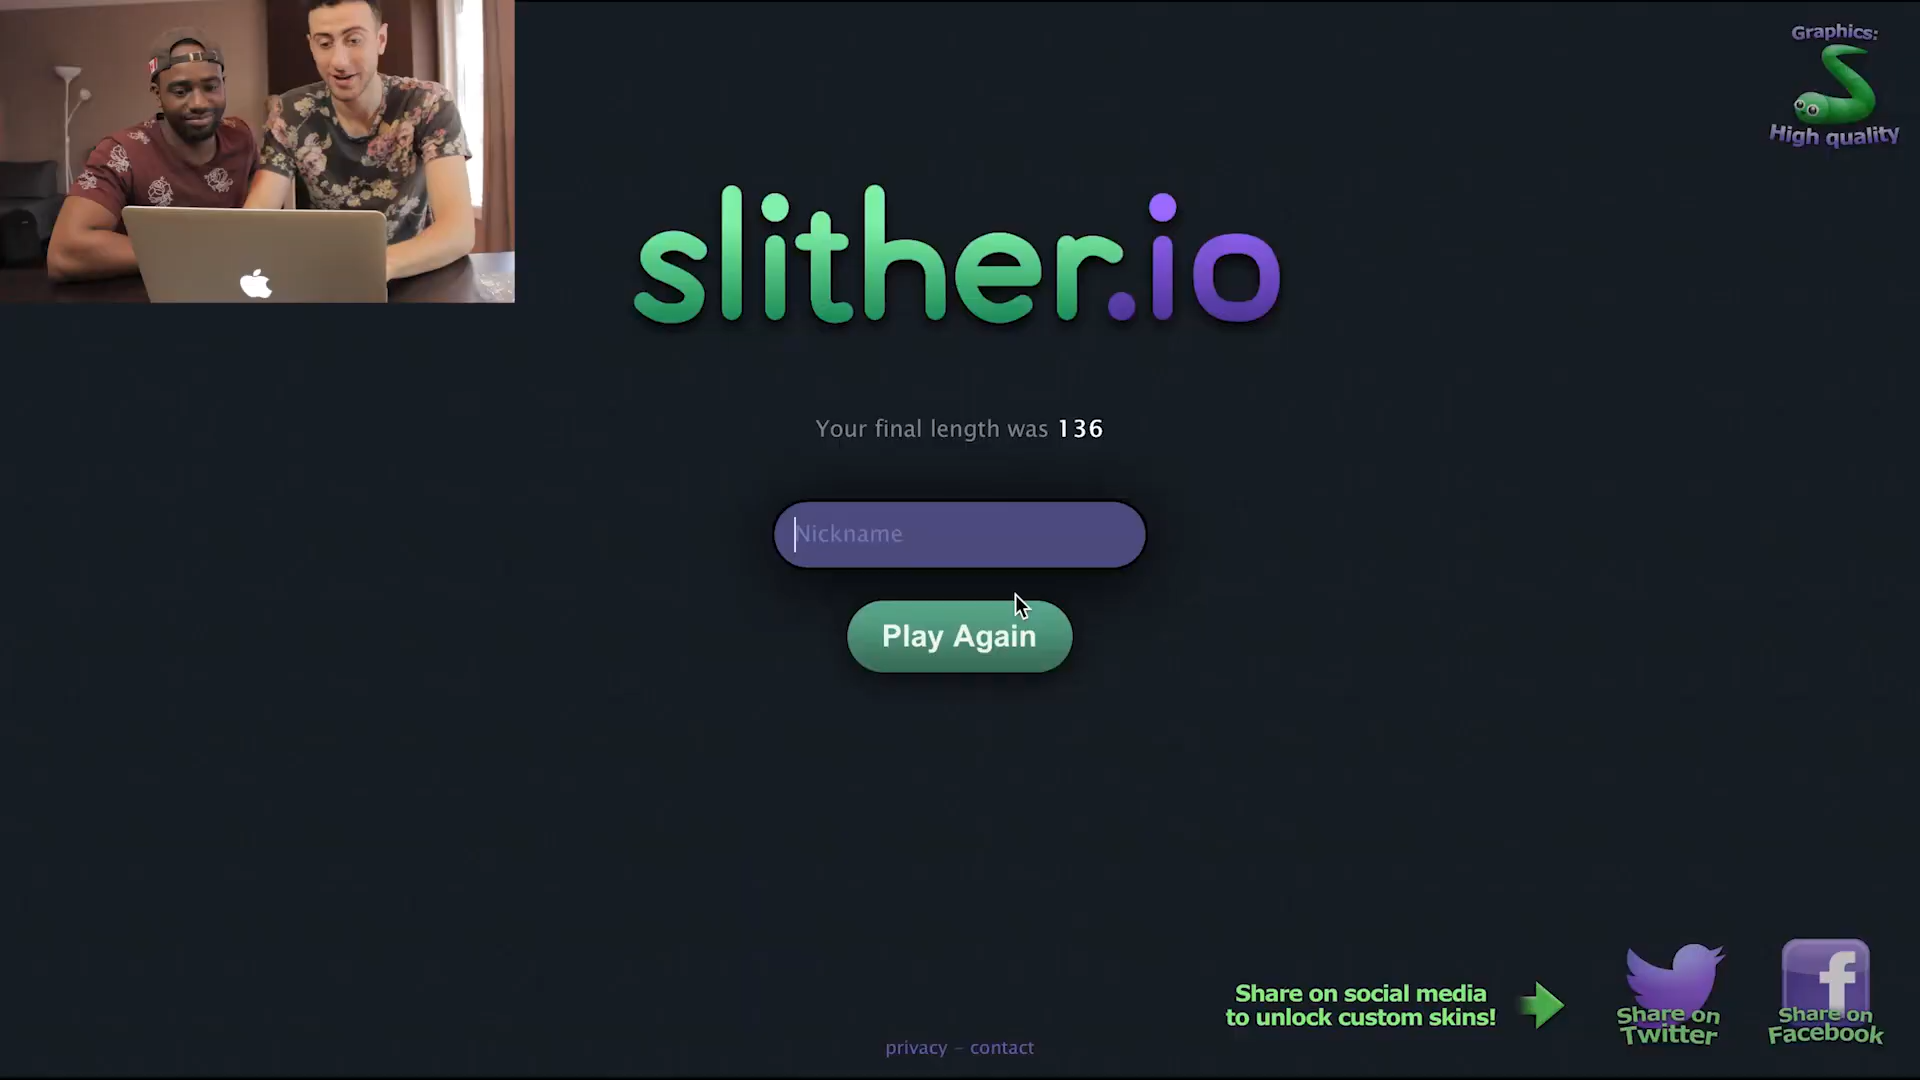 Graphics:
High quality
slither.io
Your final length was 136
Nickname
Play Again
Share on social media
to unlock custom skins!
Share on
Twitter
Share on
Facebook
privacy - contact